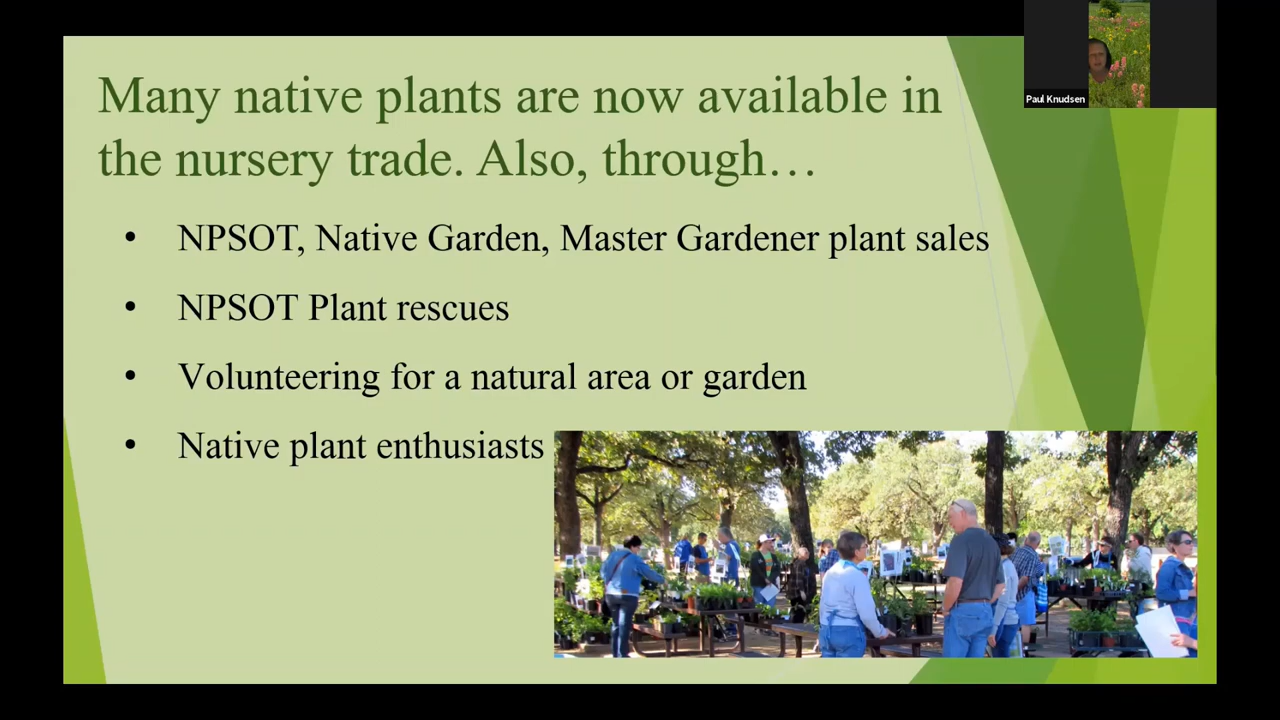 Paul Knudsen
Many native plants are now available in
the nursery trade. Also, through…
• NPSOT, Native Garden, Master Gardener plant sales
• NPSOT Plant rescues
• Volunteering for a natural area or garden
• Native plant enthusiasts